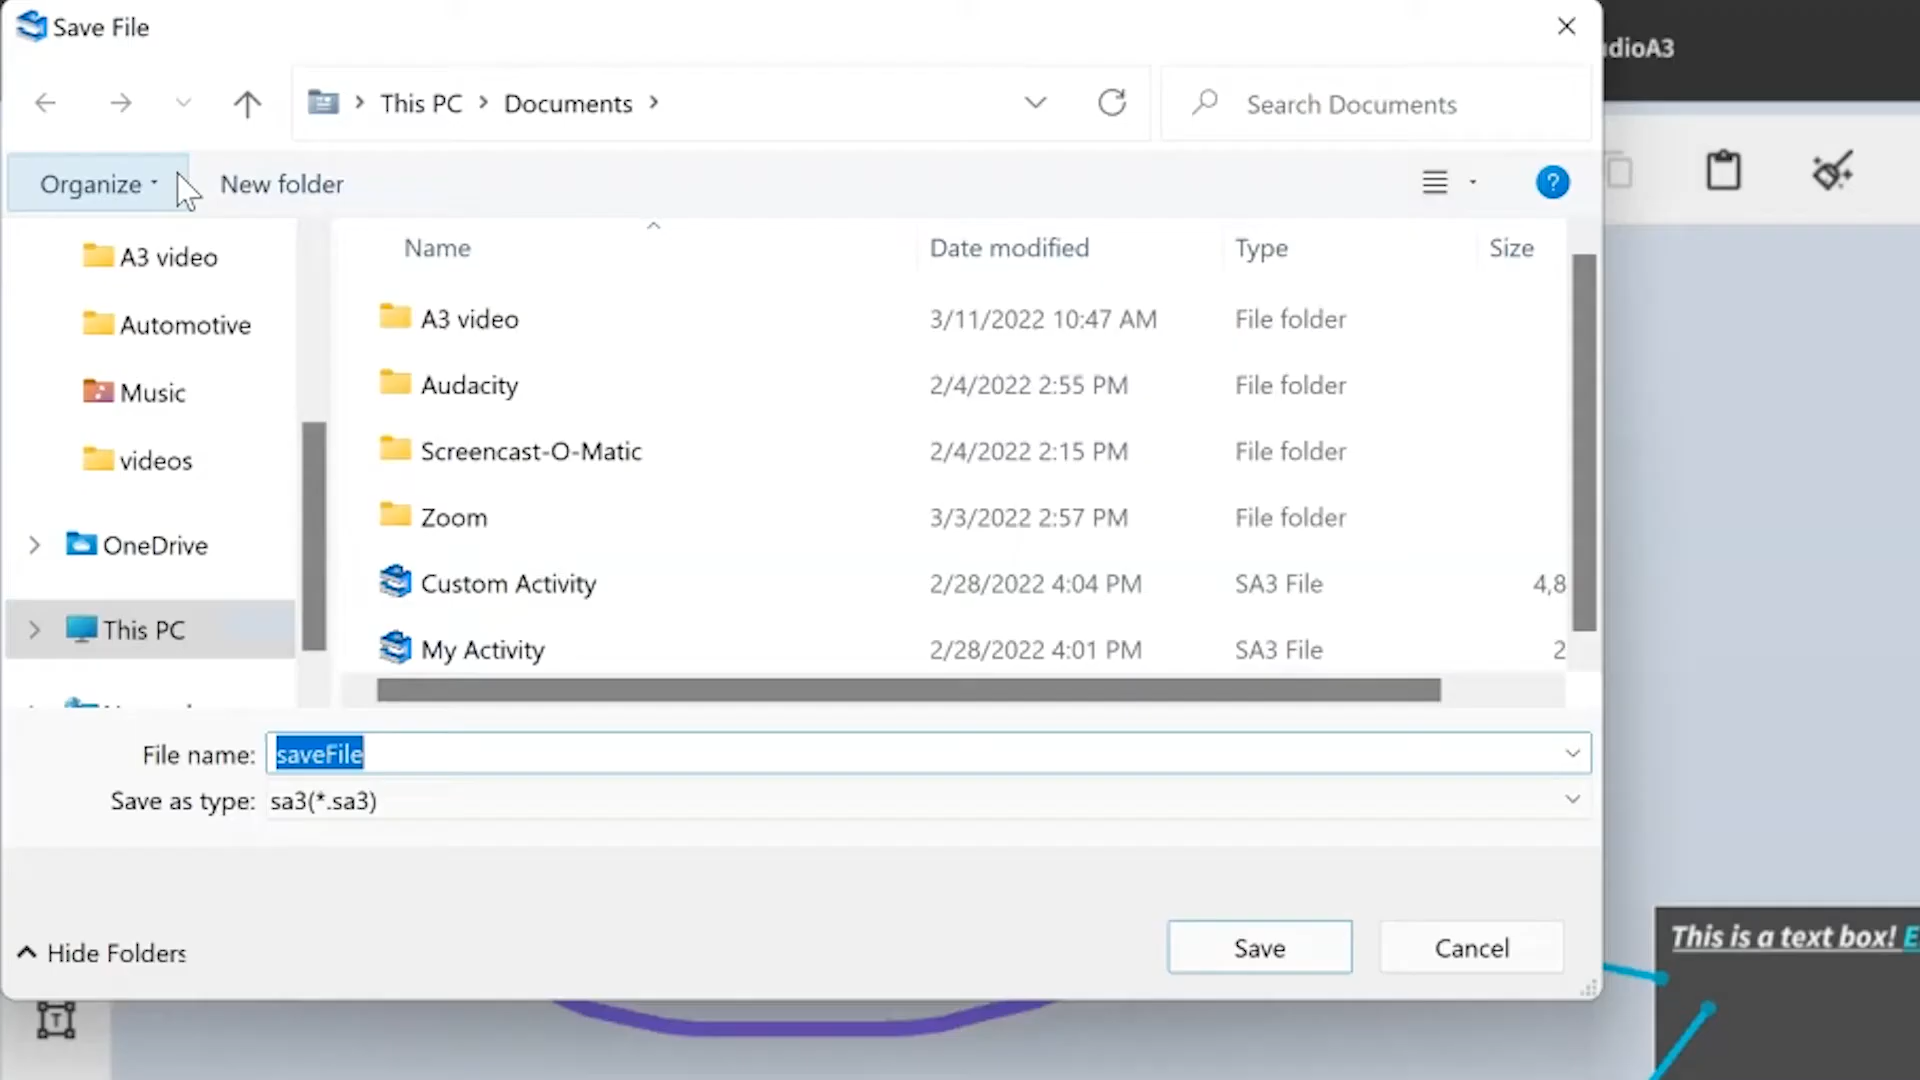 Save File
dioA3
This PC
Documents
Search Documents
Organize
New folder
?
Name
Date modified
Type
Size
A3 video
Automotive
Music
videos
OneDrive
This PC
A3 video 3/11/2022 10:47 AM File folder
Audacity 2/4/2022 2:55 PM File folder
Screencast-O-Matic 2/4/2022 2:15 PM File folder
Zoom 3/3/2022 2:57 PM File folder
Custom Activity 2/28/2022 4:04 PM SA3 File 4,8
My Activity 2/28/2022 4:01 PM SA3 File 2
File name: saveFile
Save as type: sa3(*.sa3)
Hide Folders
Save
Cancel
T
This is a text box! E